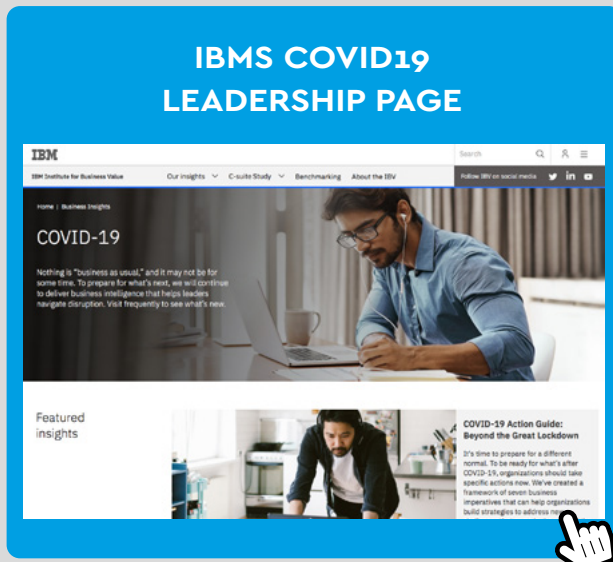 IBMS COVID19
LEADERSHIP PAGE
IBM
Search
IBM Institute for Business Value
Our insights
C-suite Study
Benchmarking
About the IBV
Follow IBV on social media
in
Home | Business Insights
COVID-19
Nothing is "business as usual," and it may not be for
some time. To prepare for what's next, we will continue
to deliver business intelligence that helps leaders
navigate disruption. Visit frequently to see what's new.
Featured
insights
COVID-19 Action Guide:
Beyond the Great Lockdown
It's time to prepare for a different
normal. To be ready for what's after
COVID-19, organizations should take
specific actions now. We've created a
framework of seven business
imperatives that can help organizations
build strategies to address